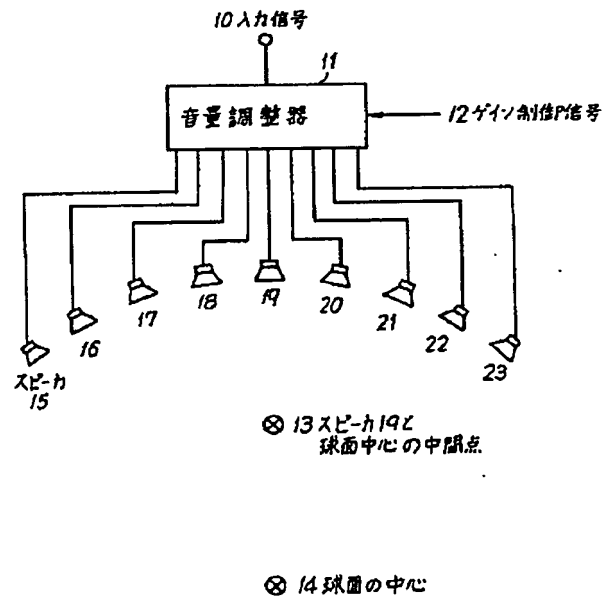 10入力信号
11
音量調整器
12ゲイン制御信号
18
19
20
17
21
16
22
23
スピーカ
15
13スピーカ19と
球面中心の中間点
14球面の中心